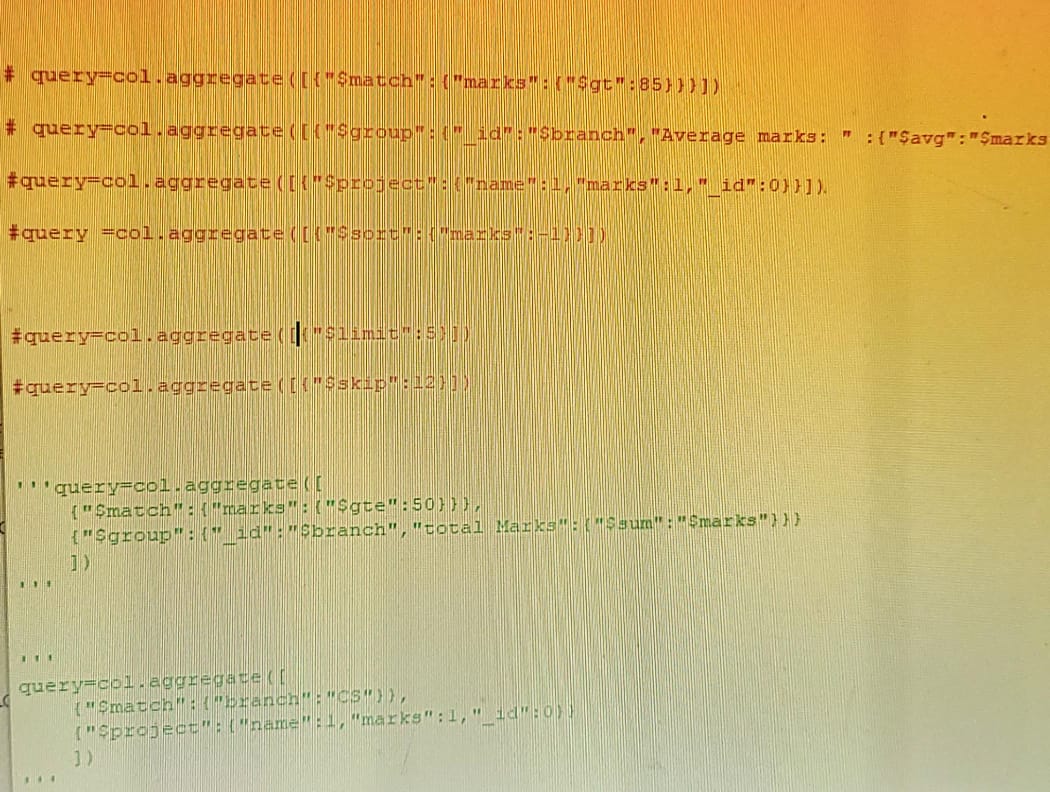 # query=col.aggregate([{"$match":{"marks":{"$gt":85}}}])
# query=col.aggregate([{"$group":{"_id":"$branch","Average marks: " :{"$avg":"$marks
#query=col.aggregate([{"$project":{"name":1,"marks":1,"_id":0}}])
#query =col.aggregate([{"$sort":{"marks":-1}}])
#query=col.aggregate([{"$limit":5}])
#query=col.aggregate([{"$skip":12}])
'''query=col.aggregate([
{"$match":{"marks":{"$gte":50}}},
{"$group":{"_id":"$branch","total Marks":{"$sum":"$marks"}}}
])
'''
'''
query=col.aggregate([
{"$match":{"branch":"CS"}},
{"$project":{"name":1,"marks":1,"_id":0}}
])
'''